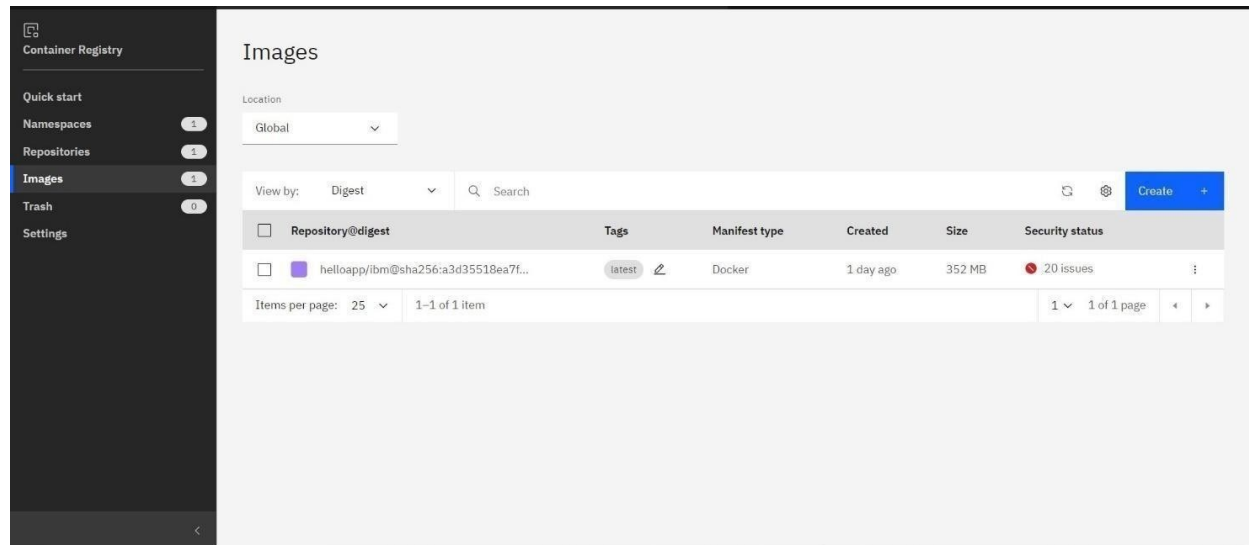 Container Registry
Quick start
Namespaces 1
Repositories 1
Images 1
Trash 0
Settings
Images
Location
Global
View by: Digest Search Create +
Repository@digest Tags Manifest type Created Size Security status
helloapp/ibm@sha256:a3d35518ea7f... latest Docker 1 day ago 352 MB 20 issues
Items per page: 25 1–1 of 1 item 1 1 of 1 page